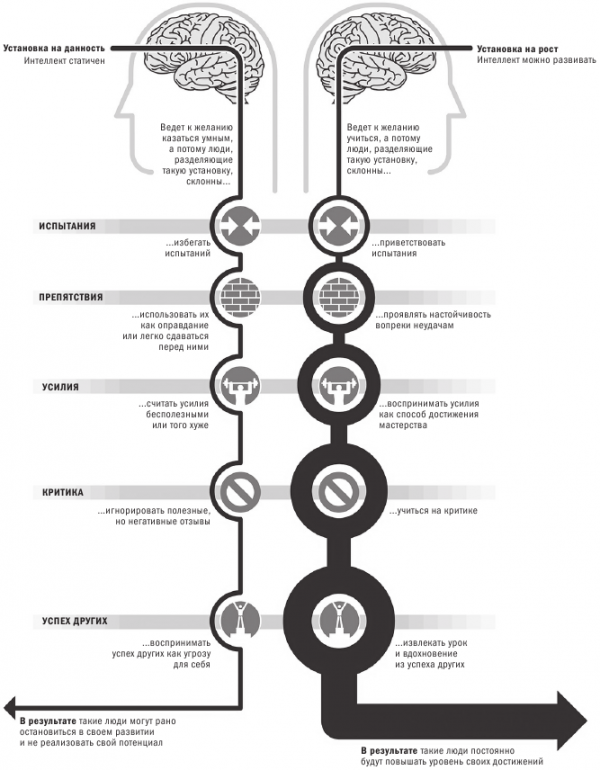 Установка на данность
Интеллект статичен
Установка на рост
Интеллект можно развивать
Ведет к желанию
казаться умным,
а потому люди,
разделяющие
такую установку,
склонны...
Ведет к желанию
учиться, а потому
люди, разделяющие
такую установку,
склонны...
ИСПЫТАНИЯ
...избегать
испытаний
...приветствовать
испытания
ПРЕПЯТСТВИЯ
...использовать их
как оправдание
или легко сдаваться
перед ними
...проявлять настойчивость
вопреки неудачам
УСИЛИЯ
...считать усилия
бесполезными
или того хуже
...воспринимать усилия
как способ достижения
мастерства
КРИТИКА
...игнорировать полезные,
но негативные отзывы
...учиться на критике
УСПЕХ ДРУГИХ
...воспринимать
успех других как угрозу
для себя
...извлекать урок
и вдохновение
из успеха других
В результате такие люди могут рано
остановиться в своем развитии
и не реализовать свой потенциал
В результате такие люди постоянно
будут повышать уровень своих достижений